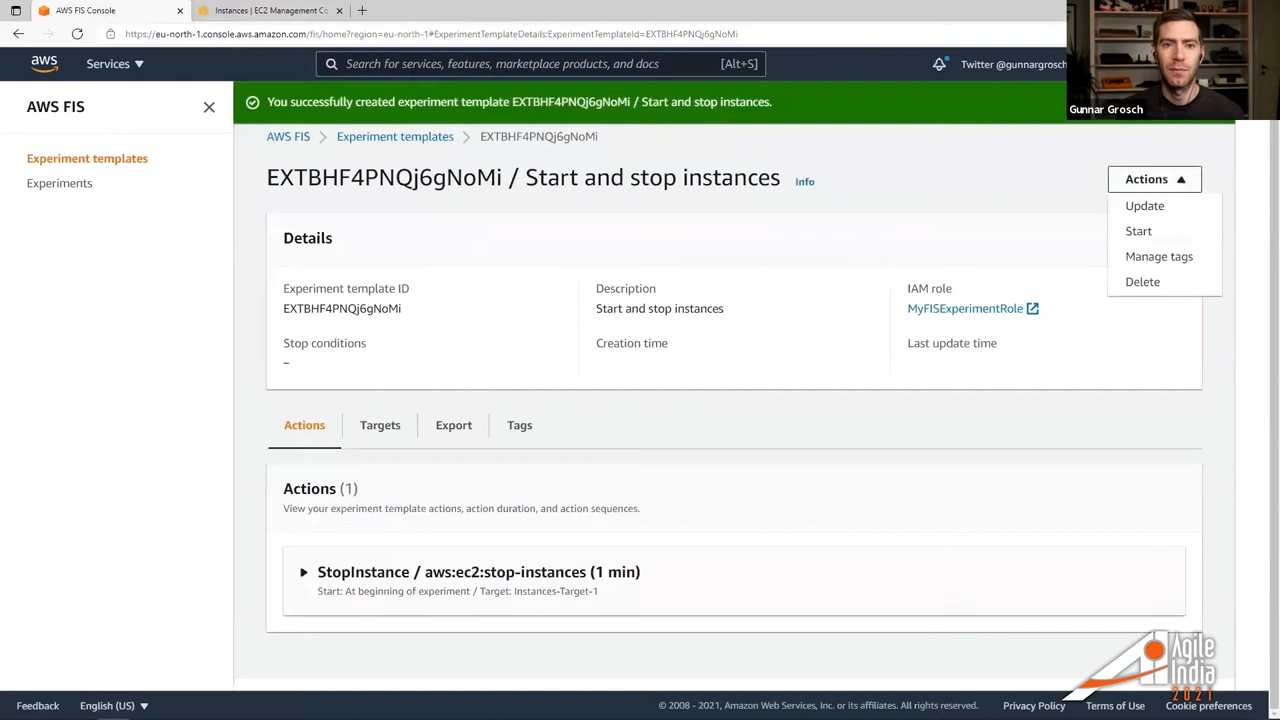 AWS FIS Console
Instances | EC2 Management Co
https://eu-north-1.console.aws.amazon.com/fis/home?region=eu-north-1#ExperimentTemplateDetails:ExperimentTemplateId=EXTBHF4PNQj6gNoMi
aws
Services
Search for services, features, marketplace products, and docs
[Alt+S]
Twitter @gunnargrosch
Gunnar Grosch
AWS FIS
You successfully created experiment template EXTBHF4PNQj6gNoMi / Start and stop instances.
AWS FIS
Experiment templates
EXTBHF4PNQj6gNoMi
Experiment templates
Experiments
EXTBHF4PNQj6gNoMi / Start and stop instances
Info
Actions
Update
Start
Manage tags
Delete
Details
Experiment template ID
EXTBHF4PNQj6gNoMi
Description
Start and stop instances
IAM role
MyFISExperimentRole
Stop conditions
–
Creation time
Last update time
Actions
Targets
Export
Tags
Actions (1)
View your experiment template actions, action duration, and action sequences.
StopInstance / aws:ec2:stop-instances (1 min)
Start: At beginning of experiment / Target: Instances-Target-1
Agile
India
2021
Feedback
English (US)
© 2008 - 2021, Amazon Web Services, Inc. or its affiliates. All rights reserved.
Privacy Policy
Terms of Use
Cookie preferences